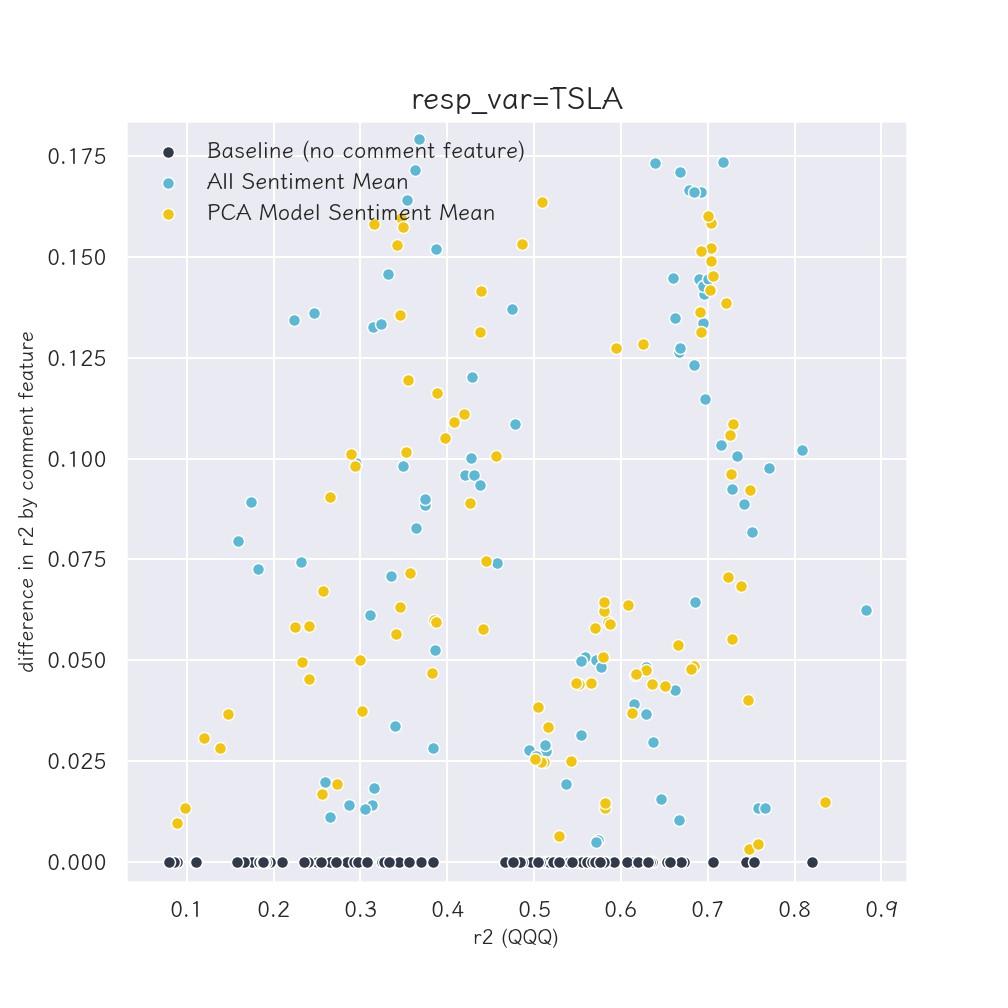 resp_var=TSLA
Baseline (no comment feature)
All Sentiment Mean
PCA Model Sentiment Mean
difference in r2 by comment feature
0.175
0.150
0.125
0.100
0.075
0.050
0.025
0.000
0.1 0.2 0.3 0.4 0.5 0.6 0.7 0.8 0.9
r2 (QQQ)